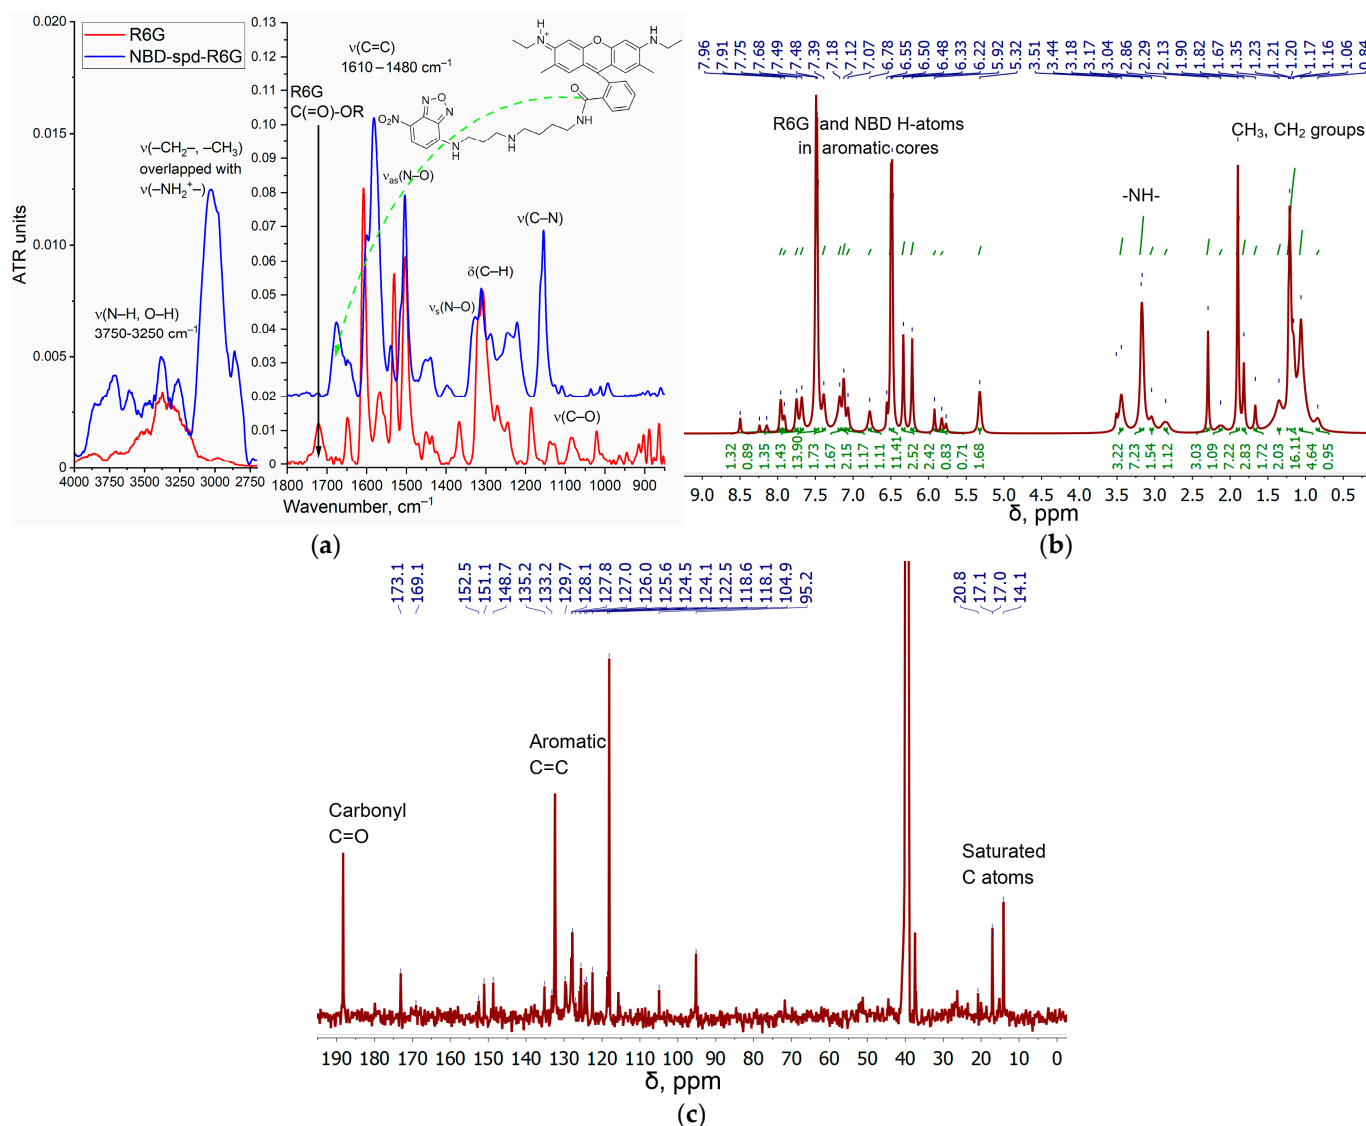 R6G
NBD-spd-R6G
0.020
0.015
0.010
0.005
0
ATR units
ν(–CH₂–, –CH₃)
overlapped with
ν(–NH₂⁺–)
ν(N–H, O–H)
3750-3250 cm⁻¹
4000 3750 3500 3250 3000 2750
0.13
0.12
0.11
0.10
0.09
0.08
0.07
0.06
0.05
0.04
0.03
0.02
0.01
0
ν(C=C)
1610–1480 cm⁻¹
R6G
C(=O)-OR
νas(N–O)
νs(N–O)
δ(C–H)
ν(C–N)
ν(C–O)
H
N⁺
O
HN
O
NH
N O N
O₂N
N
H
N
H
1800 1700 1600 1500 1400 1300 1200 1100 1000 900
Wavenumber, cm⁻¹
(a)
7.96 7.91 7.75 7.68 7.49 7.48 7.39 7.18 7.12 7.07 6.78 6.55 6.50 6.48 6.33 6.22 5.92 5.32 3.51 3.44 3.18 3.17 3.04 2.86 2.29 2.13 1.90 1.82 1.67 1.35 1.23 1.21 1.20 1.17 1.16 1.06 0.84
R6G and NBD H-atoms
in aromatic cores
-NH-
CH₃, CH₂ groups
1.32 0.89 1.35 1.43 13.90 1.73 1.67 2.15 1.17 1.11 11.41 2.52 2.42 0.83 0.71 1.68 3.22 7.23 1.54 1.12 3.03 1.09 7.22 2.83 1.72 2.03 16.11 4.64 0.95
9.0 8.5 8.0 7.5 7.0 6.5 6.0 5.5 5.0 4.5 4.0 3.5 3.0 2.5 2.0 1.5 1.0 0.5
δ, ppm
(b)
173.1 169.1 152.5 151.1 148.7 135.2 133.2 129.7 128.1 127.8 127.0 126.0 125.6 124.5 124.1 122.5 118.6 118.1 104.9 95.2 20.8 17.1 17.0 14.1
Carbonyl
C=O
Aromatic
C=C
Saturated
C atoms
190 180 170 160 150 140 130 120 110 100 90 80 70 60 50 40 30 20 10 0
δ, ppm
(c)